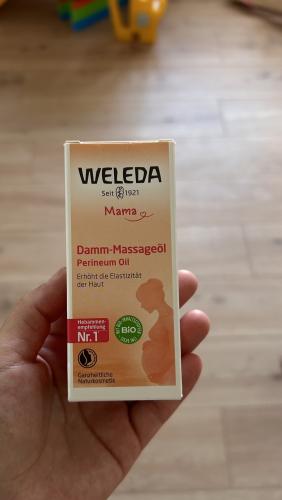 WELEDA
Seit 1921
Mama
Damm-Massageöl
Perineum Oil
Erhöht die Elastizität
der Haut
Hebammen-
empfehlung
Nr.1
BIO
Ganzheitliche
Naturkosmetik